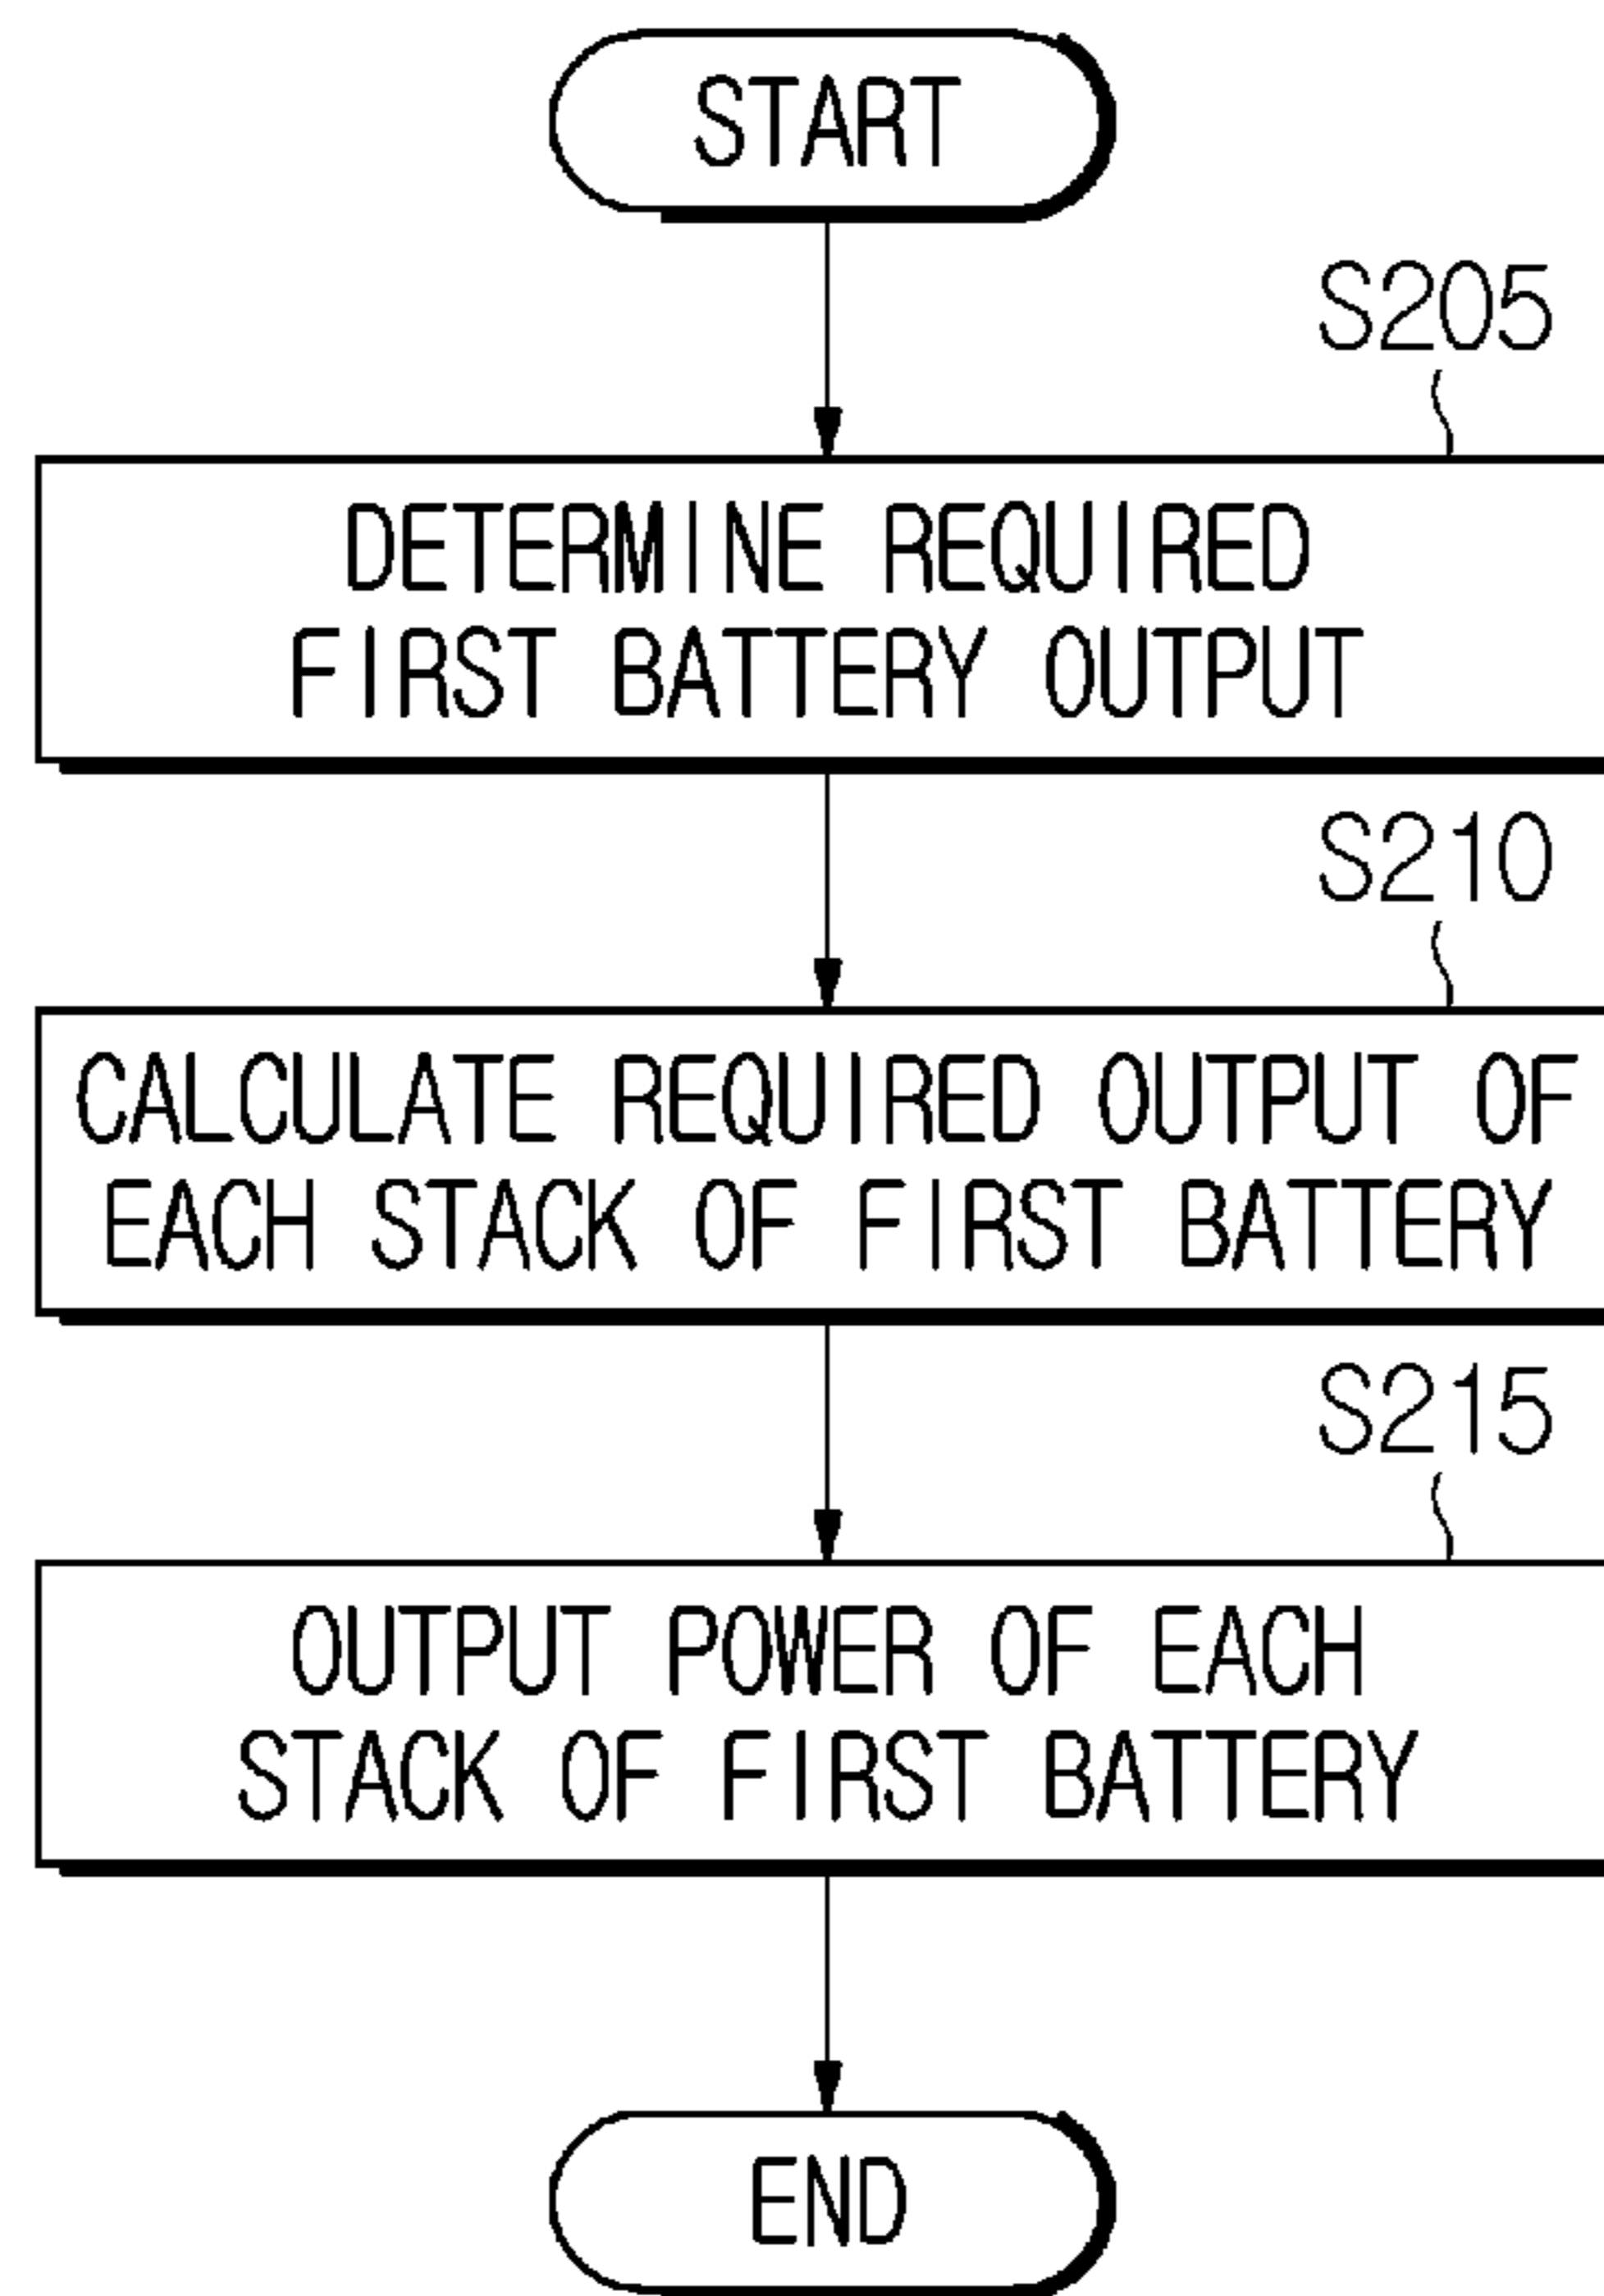 START
S205
DETERMINE REQUIRED
FIRST BATTERY OUTPUT
S210
CALCULATE REQUIRED OUTPUT OF
EACH STACK OF FIRST BATTERY
S215
OUTPUT POWER OF EACH
STACK OF FIRST BATTERY
END